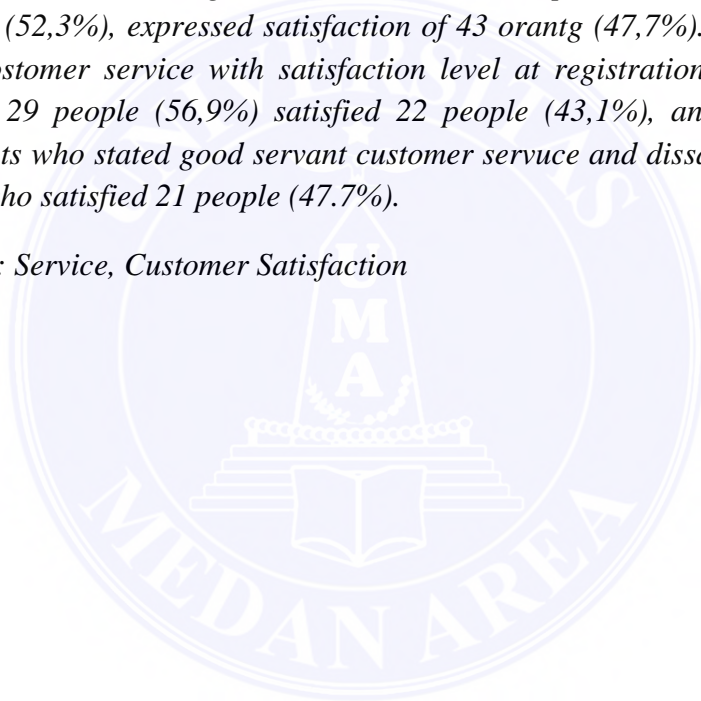 (52,3%), expressed satisfaction of 43 orantg (47,7%).
ostomer service with satisfaction level at registration
29 people (56,9%) satisfied 22 people (43,1%), an
ts who stated good servant customer servuce and dissa
ho satisfied 21 people (47.7%).
: Service, Customer Satisfaction
UNIVERSITAS
U
M
A
MEDAN AREA